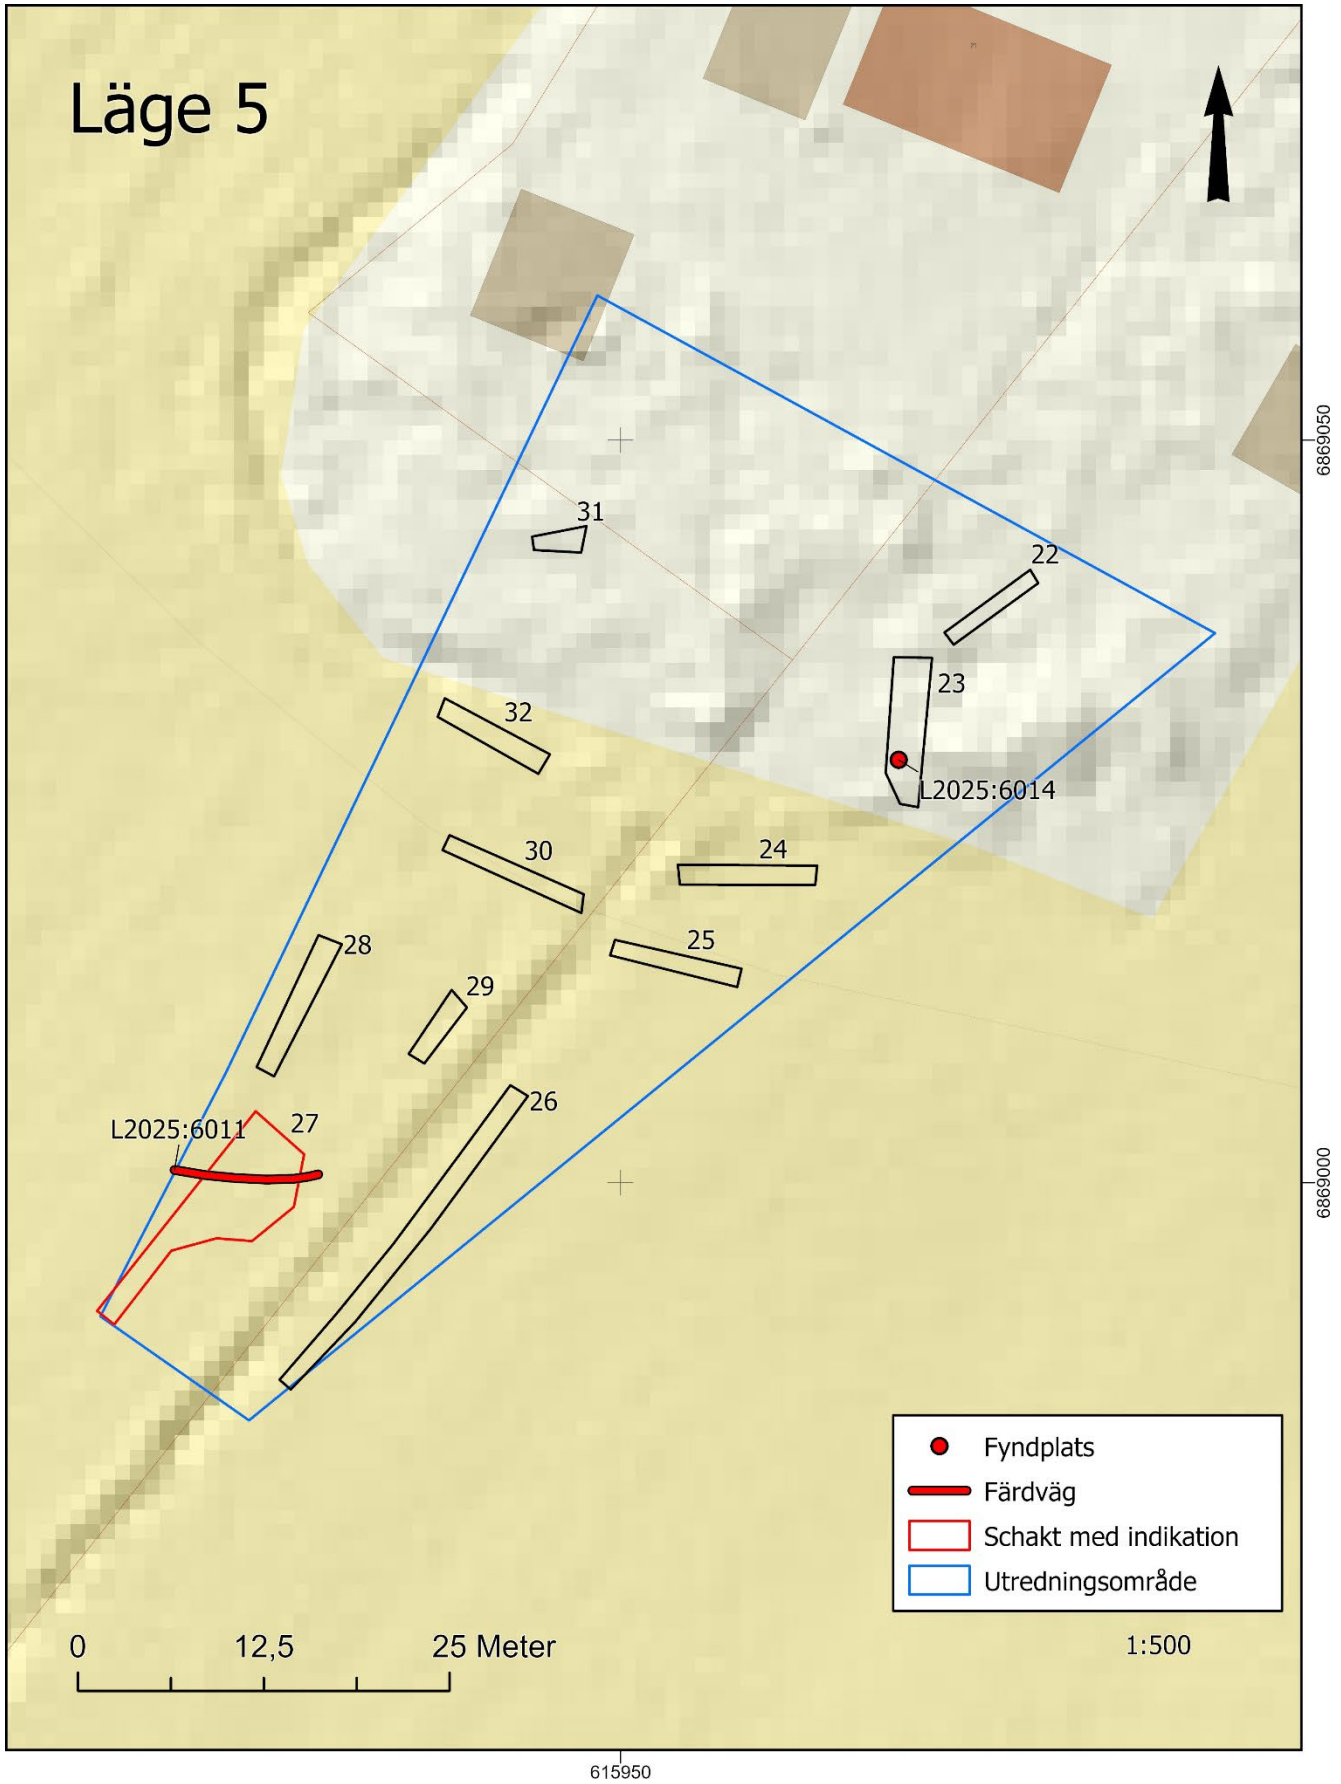 Läge 5
6869050
31
22
23
32
L2025:6014
30
24
28
25
29
26
L2025:6011
27
6869000
Fyndplats
Färdväg
Schakt med indikation
Utredningsområde
0 12,5 25 Meter
1:500
615950